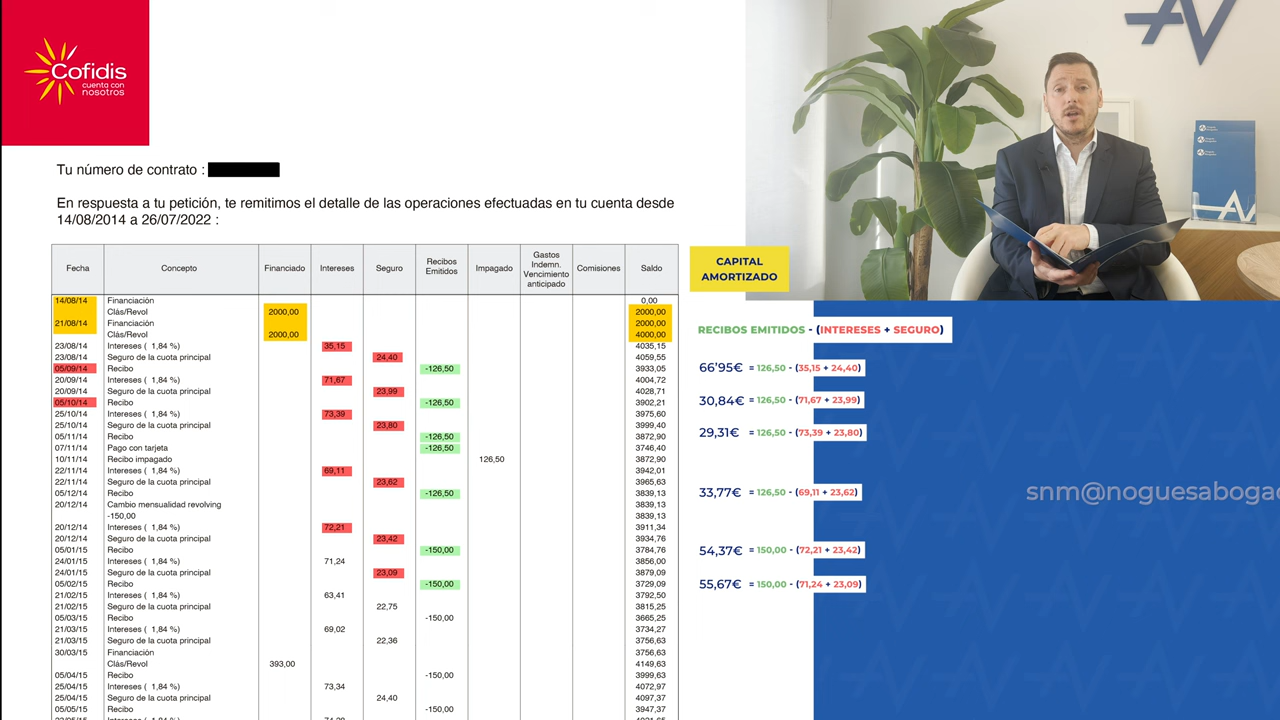 Cofidis
cuenta con
nosotros
Tu número de contrato :
En respuesta a tu petición, te remitimos el detalle de las operaciones efectuadas en tu cuenta desde
14/08/2014 a 26/07/2022 :
Fecha Concepto Financiado Intereses Seguro Recibos Emitidos Impagado Gastos Indemn. Vencimiento anticipado Comisiones Saldo
14/08/14 Financiación 0,00
Clás/Revol 2000,00 2000,00
21/08/14 Financiación 2000,00
Clás/Revol 2000,00 4000,00
23/08/14 Intereses ( 1,84 %) 35,15 4035,15
23/08/14 Seguro de la cuota principal 24,40 4059,55
05/09/14 Recibo -126,50 3933,05
20/09/14 Intereses ( 1,84 %) 71,67 4004,72
20/09/14 Seguro de la cuota principal 23,99 4028,71
05/10/14 Recibo -126,50 3902,21
25/10/14 Intereses ( 1,84 %) 73,39 3975,60
25/10/14 Seguro de la cuota principal 23,80 3999,40
05/11/14 Recibo -126,50 3872,90
07/11/14 Pago con tarjeta -126,50 3746,40
10/11/14 Recibo impagado 126,50 3872,90
22/11/14 Intereses ( 1,84 %) 69,11 3942,01
22/11/14 Seguro de la cuota principal 23,62 3965,63
05/12/14 Recibo -126,50 3839,13
20/12/14 Cambio mensualidad revolving 3839,13
-150,00 3839,13
20/12/14 Intereses ( 1,84 %) 72,21 3911,34
20/12/14 Seguro de la cuota principal 23,42 3934,76
05/01/15 Recibo -150,00 3784,76
24/01/15 Intereses ( 1,84 %) 71,24 3856,00
24/01/15 Seguro de la cuota principal 23,09 3879,09
05/02/15 Recibo -150,00 3729,09
21/02/15 Intereses ( 1,84 %) 63,41 3792,50
21/02/15 Seguro de la cuota principal 22,75 3815,25
05/03/15 Recibo -150,00 3665,25
21/03/15 Intereses ( 1,84 %) 69,02 3734,27
21/03/15 Seguro de la cuota principal 22,36 3756,63
30/03/15 Financiación 3756,63
Clás/Revol 393,00 4149,63
05/04/15 Recibo -150,00 3999,63
25/04/15 Intereses ( 1,84 %) 73,34 4072,97
25/04/15 Seguro de la cuota principal 24,40 4097,37
05/05/15 Recibo -150,00 3947,37
CAPITAL
AMORTIZADO
RECIBOS EMITIDOS - (INTERESES + SEGURO)
66'95€ = 126,50 - (35,15 + 24,40)
30,84€ = 126,50 - (71,67 + 23,99)
29,31€ = 126,50 - (73,39 + 23,80)
33,77€ = 126,50 - (69,11 + 23,62)
54,37€ = 150,00 - (72,21 + 23,42)
55,67€ = 150,00 - (71,24 + 23,09)
snm@noguesabogad